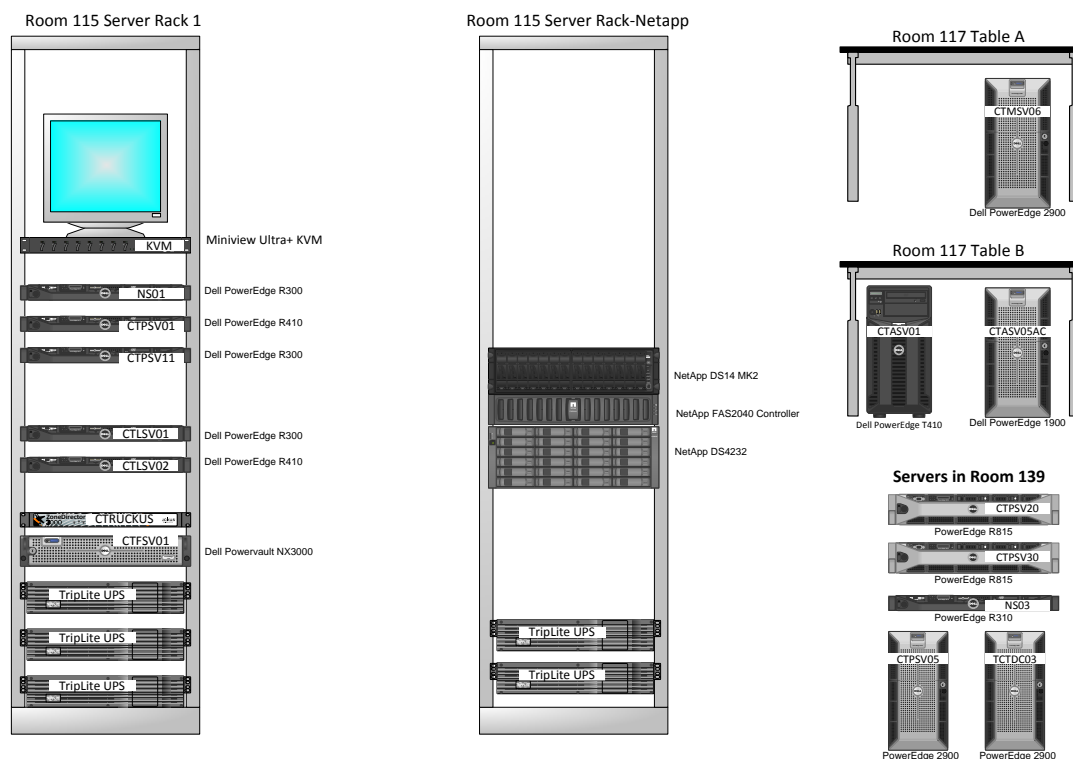 Room 115 Server Rack 1
KVM
Miniview Ultra+ KVM
NS01
Dell PowerEdge R300
CTPSV01
Dell PowerEdge R410
CTPSV11
Dell PowerEdge R300
CTLSV01
Dell PowerEdge R300
CTLSV02
Dell PowerEdge R410
ZoneDirector
3000
CTRUCKUS
CTFSV01
Dell Powervault NX3000
TripLite UPS
TripLite UPS
TripLite UPS
Room 115 Server Rack-Netapp
NetApp DS14 MK2
NetApp FAS2040 Controller
NetApp DS4232
TripLite UPS
TripLite UPS
Room 117 Table A
CTMSV06
Dell PowerEdge 2900
Room 117 Table B
CTASV01
CTASV05AC
Dell PowerEdge T410
Dell PowerEdge 1900
Servers in Room 139
CTPSV20
PowerEdge R815
CTPSV30
PowerEdge R815
NS03
PowerEdge R310
CTPSV05
TCTDC03
PowerEdge 2900
PowerEdge 2900